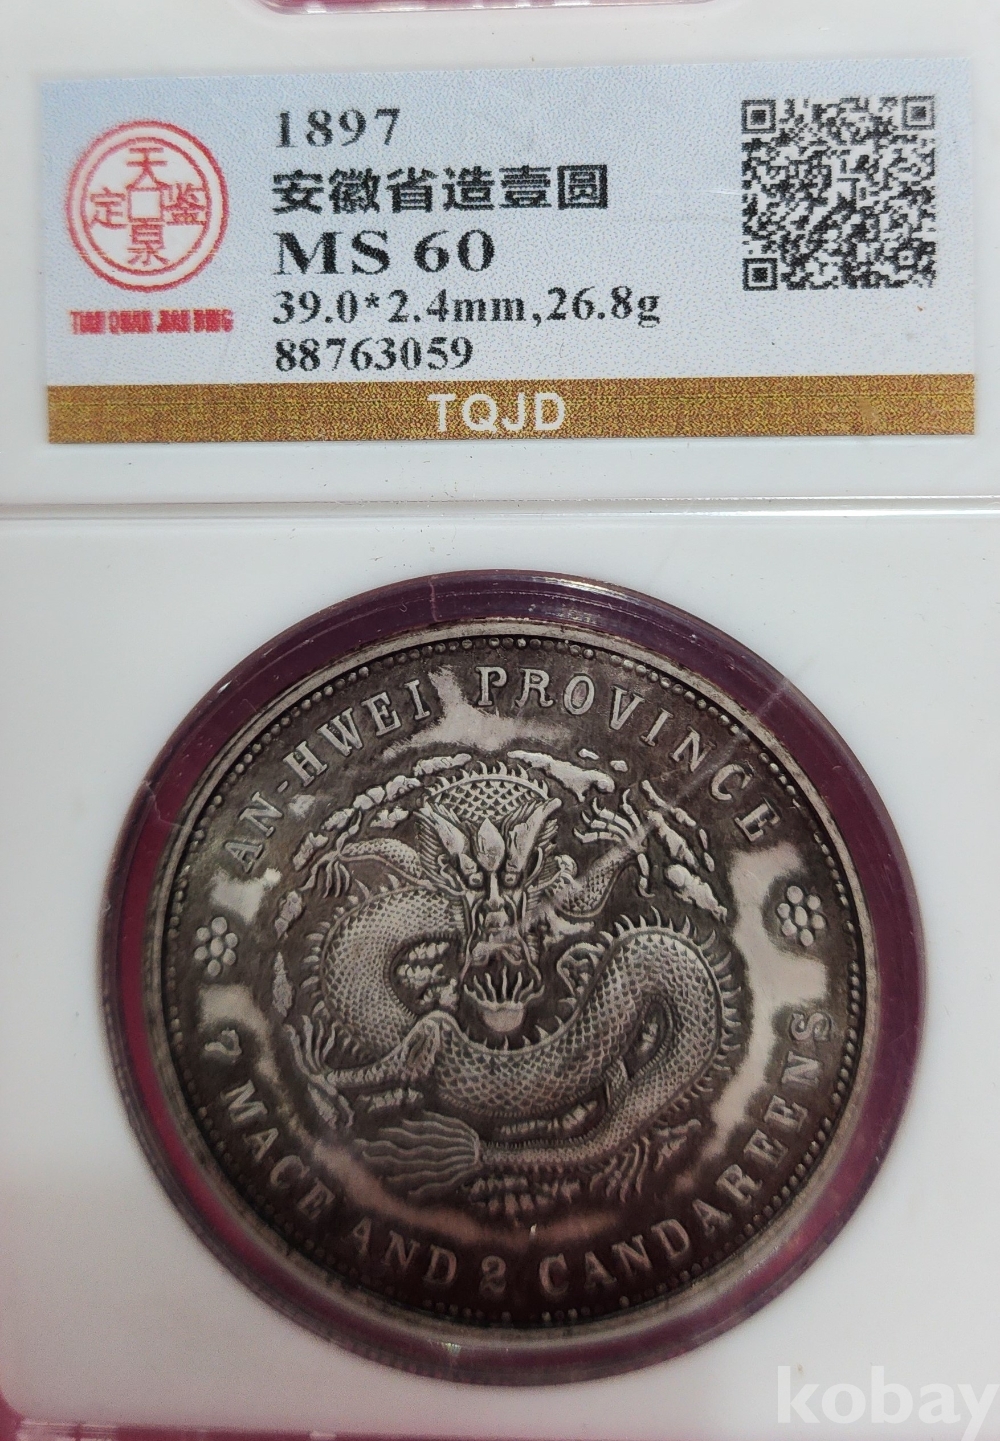 天泉鉴定
TIAN QUAN JIAN DING
1897
安徽省造壹圆
MS 60
39.0*2.4mm,26.8g
88763059
TQJD
AN-HWEI PROVINCE
7 MACE AND 2 CANDAREENS
kobay